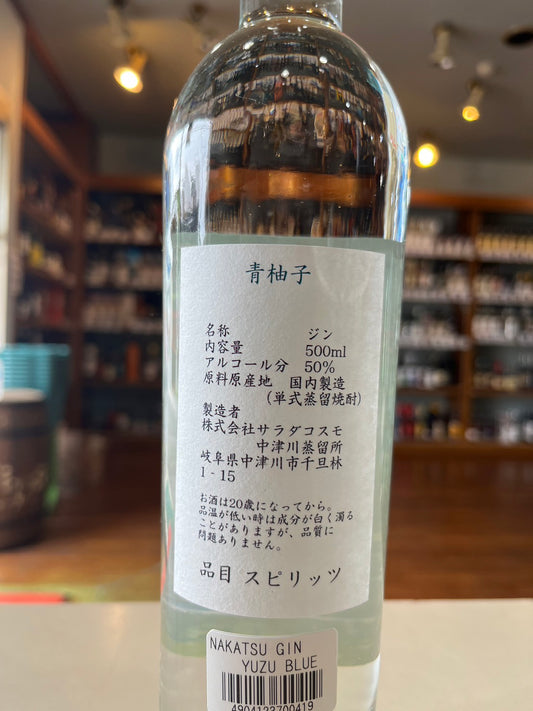 青柚子
名称 ジン
内容量 500ml
アルコール分 50%
原料原産地 国内製造
(単式蒸留焼酎)
製造者
株式会社サラダコスモ
中津川蒸留所
岐阜県中津川市千旦林
1 - 15
お酒は20歳になってから。
品温が低い時は成分が白く濁る
ことがありますが、品質に
問題ありません。
品目 スピリッツ
NAKATSU GIN
YUZU BLUE
4904123700419